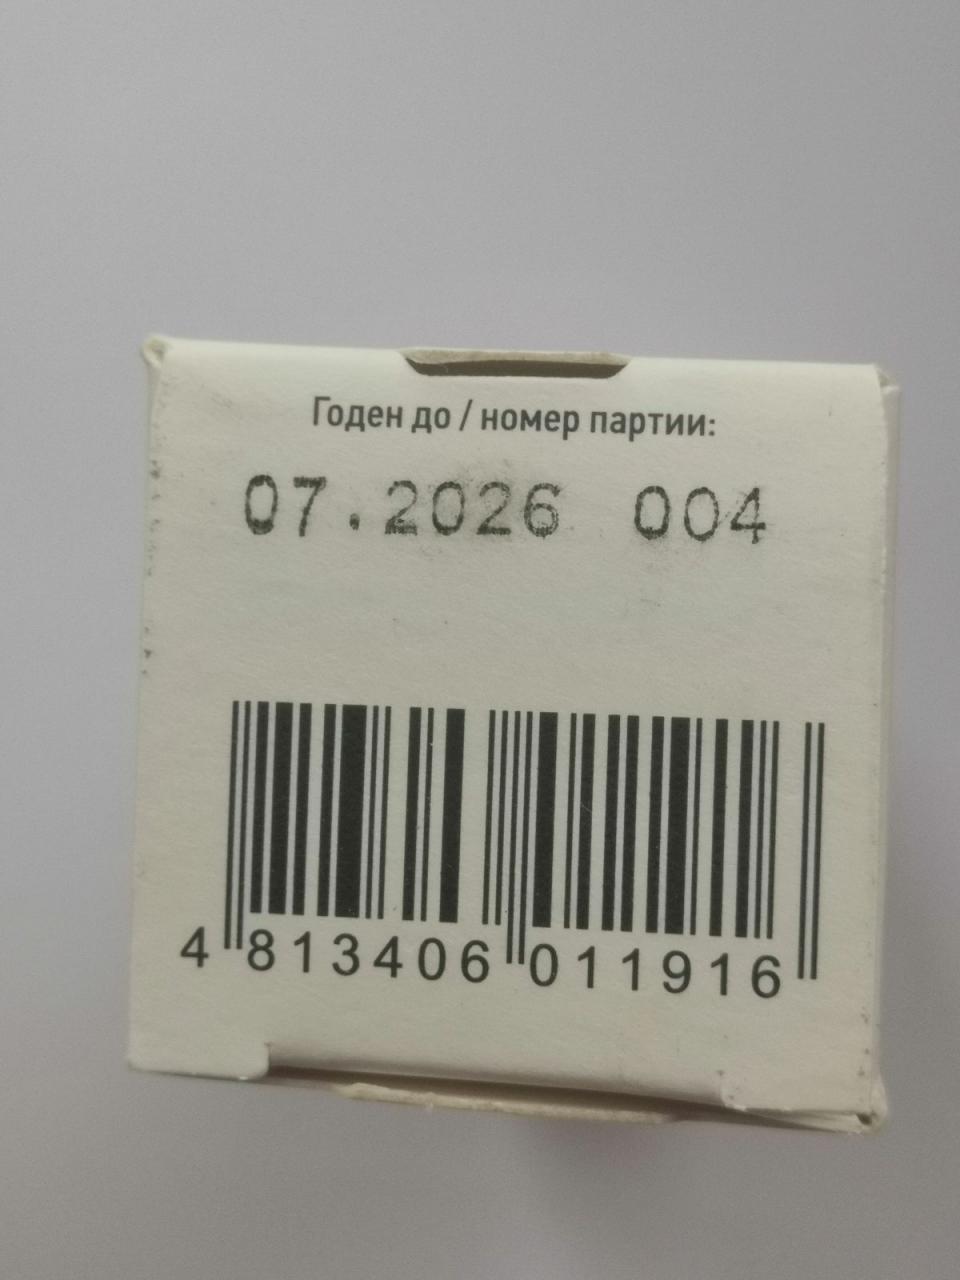 Годен до / номер партии:
07.2026 004
4 813406 011916